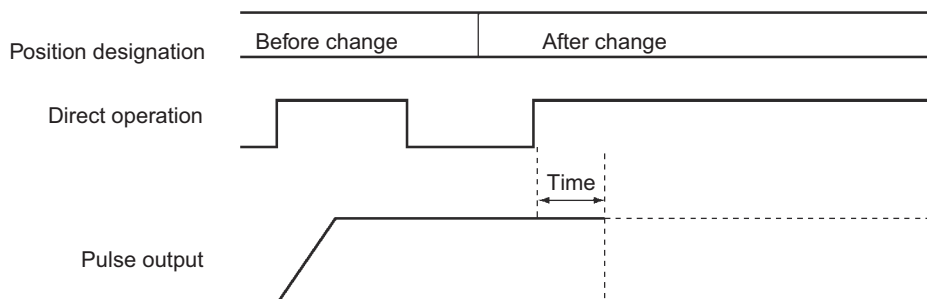 Position designation
Before change
After change
Direct operation
Time
Pulse output